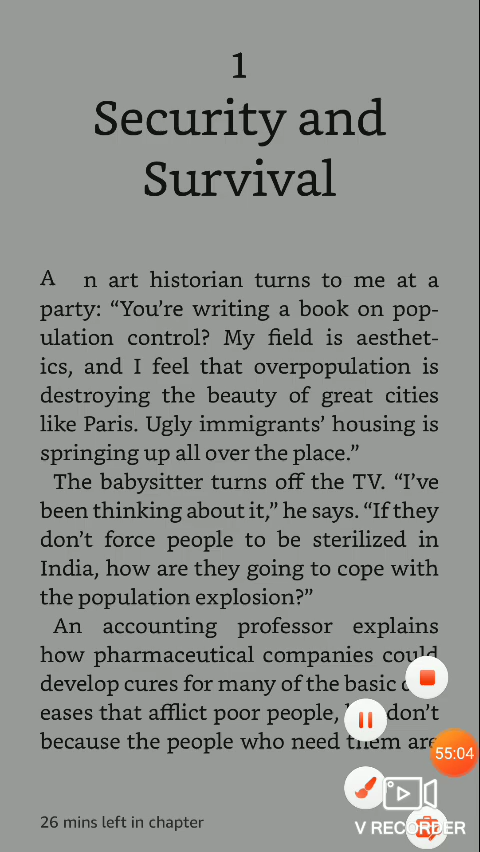 1
Security and
Survival
An art historian turns to me at a
party: “You’re writing a book on pop-
ulation control? My field is aesthet-
ics, and I feel that overpopulation is
destroying the beauty of great cities
like Paris. Ugly immigrants’ housing is
springing up all over the place.”
The babysitter turns off the TV. “I’ve
been thinking about it,” he says. “If they
don’t force people to be sterilized in
India, how are they going to cope with
the population explosion?”
An accounting professor explains
how pharmaceutical companies could
develop cures for many of the basic
eases that afflict poor people, don’t
because the people who need them are
55:04
V RECORDER
26 mins left in chapter